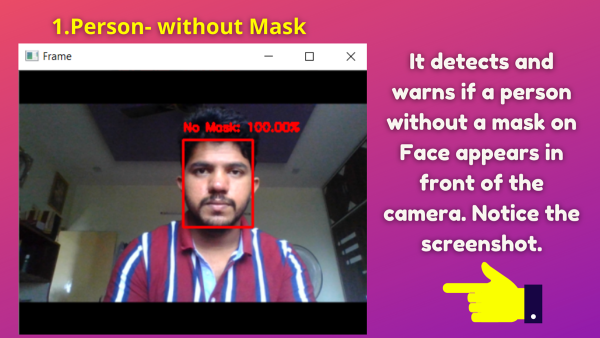 1.Person- without Mask
Frame
No Mask: 100.00%
It detects and
warns if a person
without a mask on
Face appears in
front of the
camera. Notice the
screenshot.